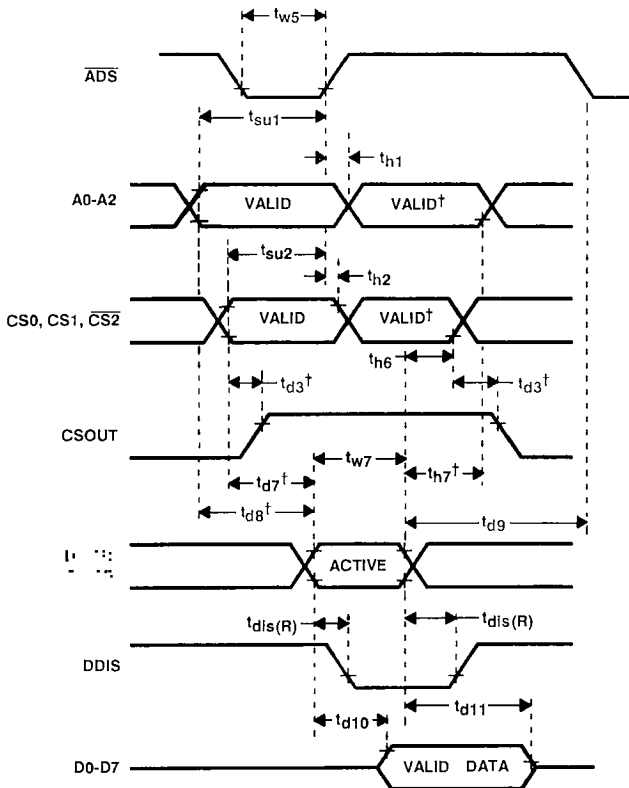 tw5
ADS
tsu1
th1
A0-A2 VALID VALID†
tsu2
th2
CS0, CS1, CS2 VALID VALID†
th6
td3† td3†
CSOUT
tw7
td7† th7†
td8† td9
ACTIVE
tdis(R) tdis(R)
DDIS
td10 td11
D0-D7 VALID DATA